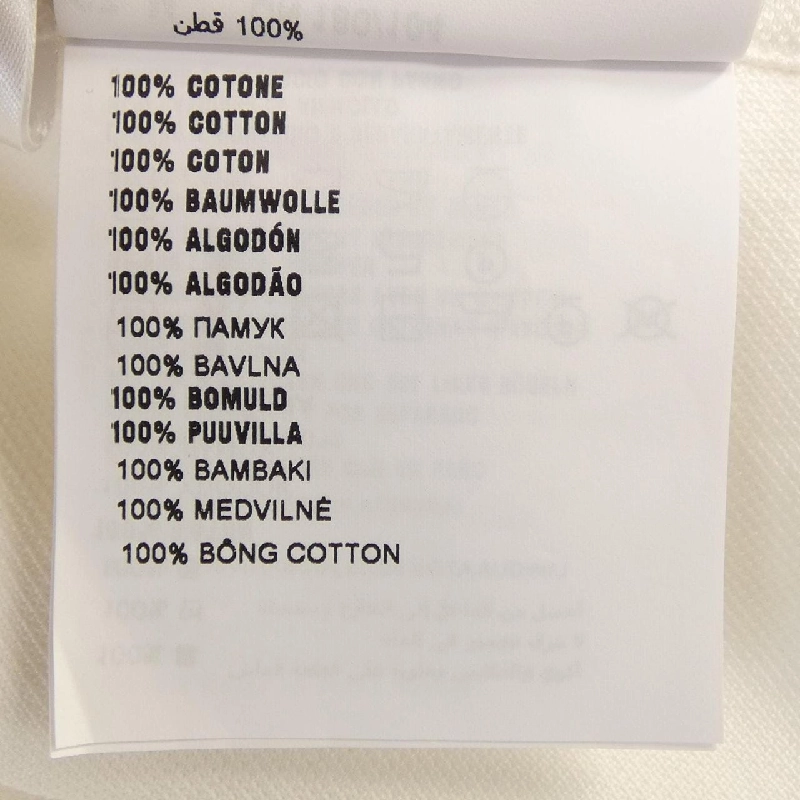 100% قطن
100% COTONE
100% COTTON
100% COTON
100% BAUMWOLLE
100% ALGODÓN
100% ALGODÃO
100% ПАМУК
100% BAVLNA
100% BOMULD
100% PUUVILLA
100% BAMBAKI
100% MEDVILNĖ
100% BÔNG COTTON